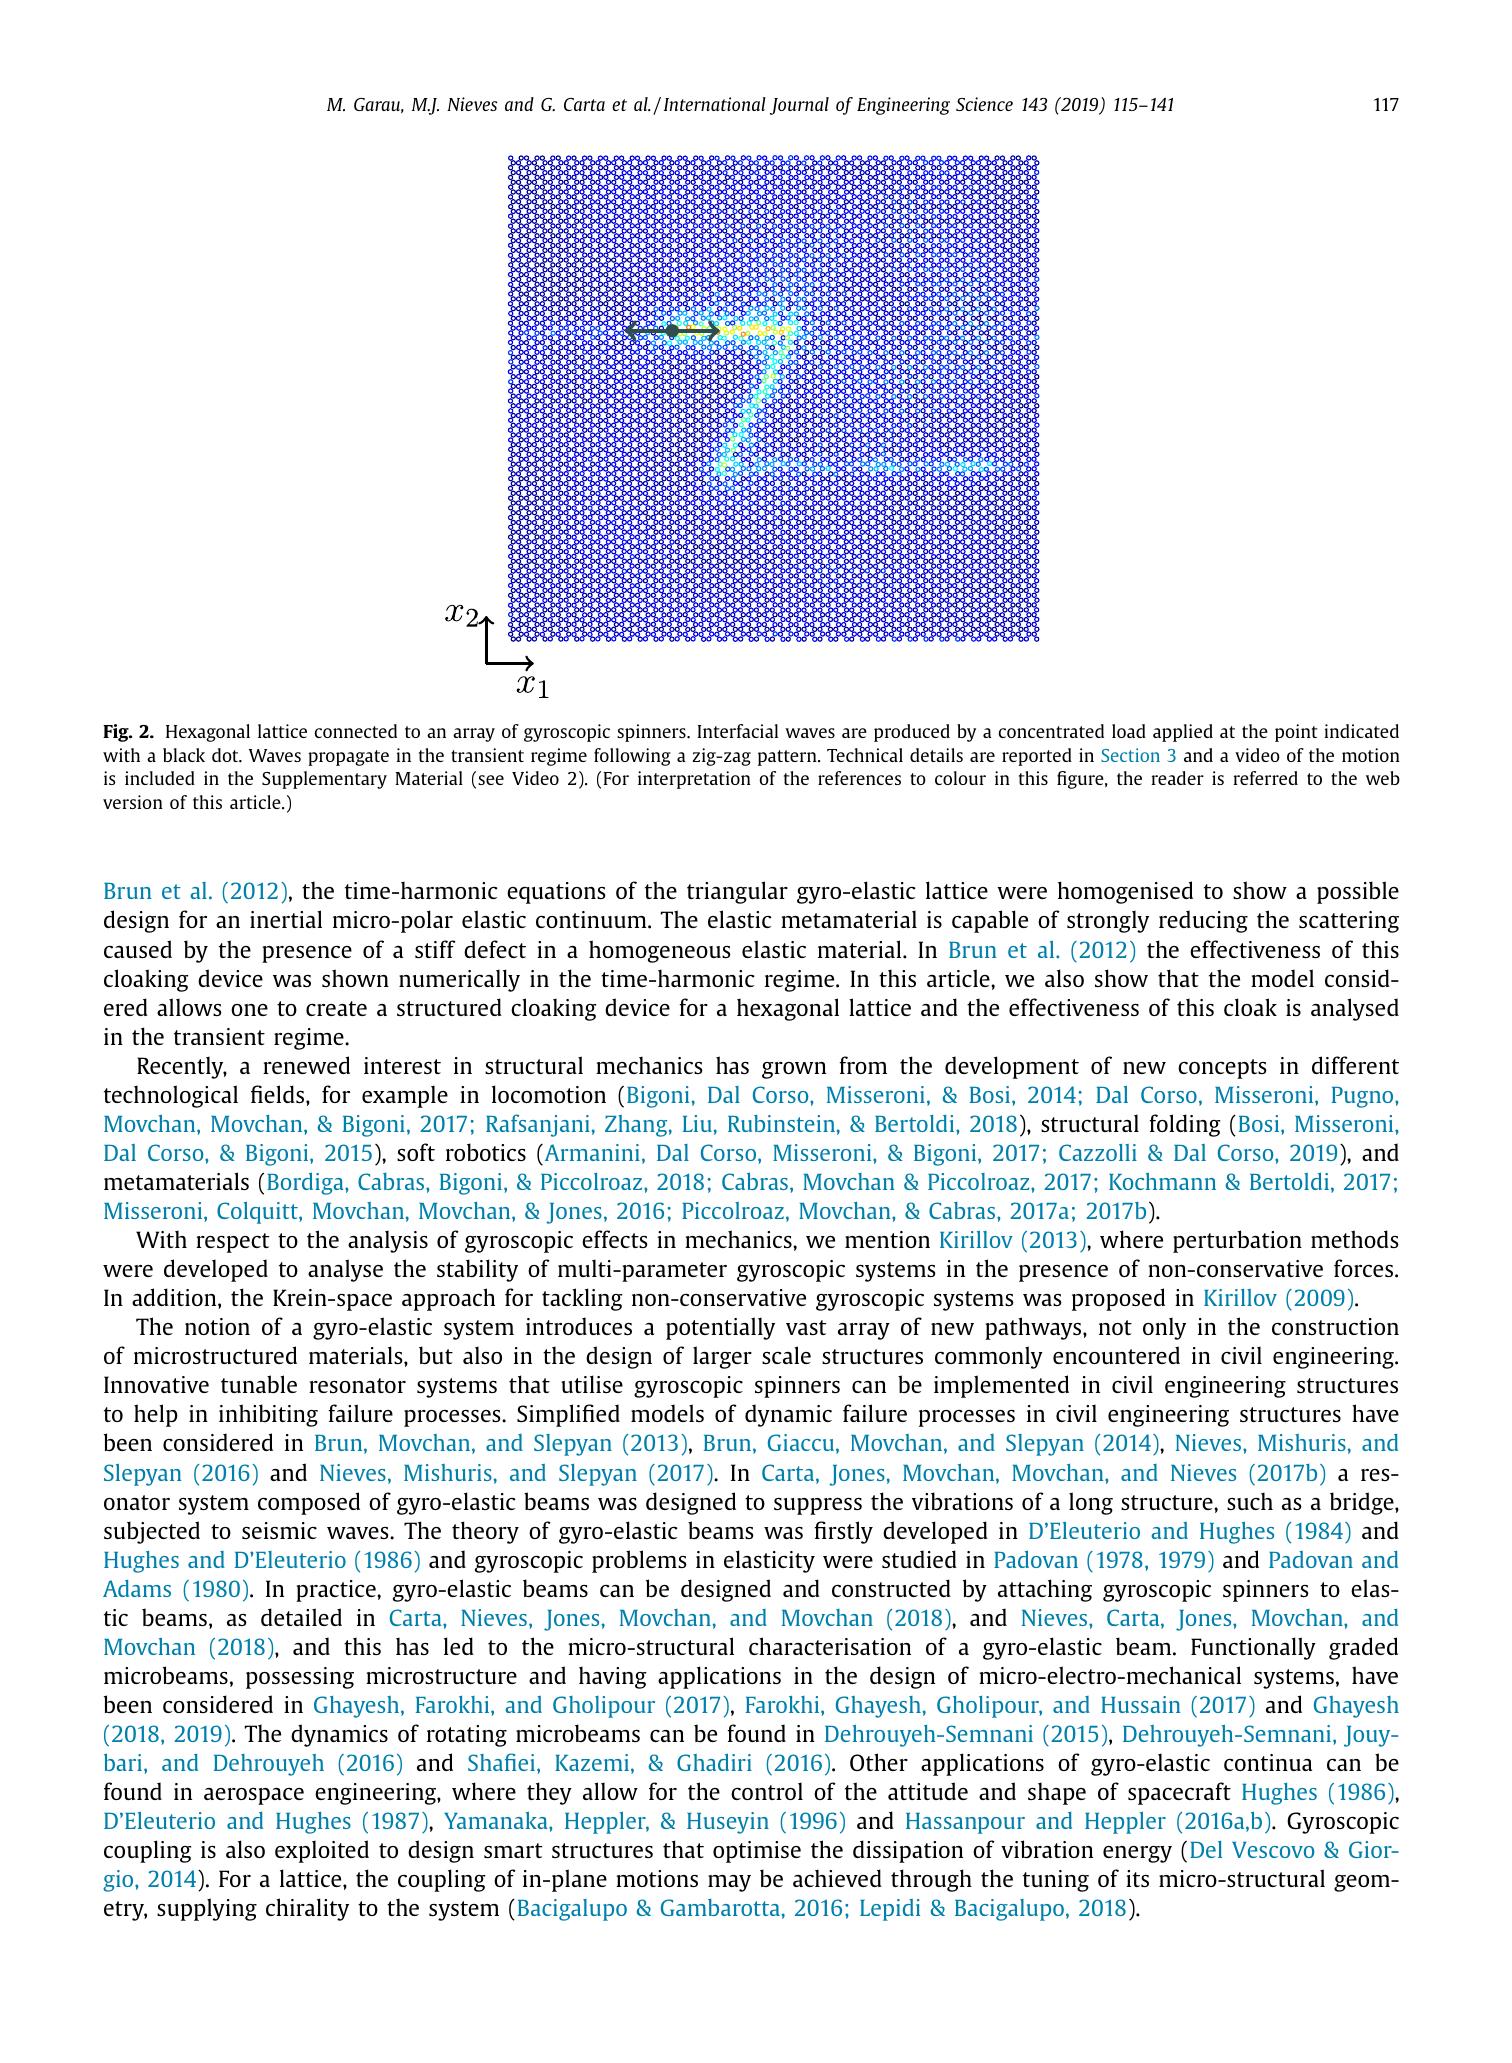 M. Garau, M.J. Nieves and G. Carta et al. / International Journal of Engineering Science 143 (2019) 115–141 117
x2
x1
Fig. 2. Hexagonal lattice connected to an array of gyroscopic spinners. Interfacial waves are produced by a concentrated load applied at the point indicated
with a black dot. Waves propagate in the transient regime following a zig-zag pattern. Technical details are reported in Section 3 and a video of the motion
is included in the Supplementary Material (see Video 2). (For interpretation of the references to colour in this figure, the reader is referred to the web
version of this article.)
Brun et al. (2012), the time-harmonic equations of the triangular gyro-elastic lattice were homogenised to show a possible
design for an inertial micro-polar elastic continuum. The elastic metamaterial is capable of strongly reducing the scattering
caused by the presence of a stiff defect in a homogeneous elastic material. In Brun et al. (2012) the effectiveness of this
cloaking device was shown numerically in the time-harmonic regime. In this article, we also show that the model consid-
ered allows one to create a structured cloaking device for a hexagonal lattice and the effectiveness of this cloak is analysed
in the transient regime.
Recently, a renewed interest in structural mechanics has grown from the development of new concepts in different
technological fields, for example in locomotion (Bigoni, Dal Corso, Misseroni, & Bosi, 2014; Dal Corso, Misseroni, Pugno,
Movchan, Movchan, & Bigoni, 2017; Rafsanjani, Zhang, Liu, Rubinstein, & Bertoldi, 2018), structural folding (Bosi, Misseroni,
Dal Corso, & Bigoni, 2015), soft robotics (Armanini, Dal Corso, Misseroni, & Bigoni, 2017; Cazzolli & Dal Corso, 2019), and
metamaterials (Bordiga, Cabras, Bigoni, & Piccolroaz, 2018; Cabras, Movchan & Piccolroaz, 2017; Kochmann & Bertoldi, 2017;
Misseroni, Colquitt, Movchan, Movchan, & Jones, 2016; Piccolroaz, Movchan, & Cabras, 2017a; 2017b).
With respect to the analysis of gyroscopic effects in mechanics, we mention Kirillov (2013), where perturbation methods
were developed to analyse the stability of multi-parameter gyroscopic systems in the presence of non-conservative forces.
In addition, the Krein-space approach for tackling non-conservative gyroscopic systems was proposed in Kirillov (2009).
The notion of a gyro-elastic system introduces a potentially vast array of new pathways, not only in the construction
of microstructured materials, but also in the design of larger scale structures commonly encountered in civil engineering.
Innovative tunable resonator systems that utilise gyroscopic spinners can be implemented in civil engineering structures
to help in inhibiting failure processes. Simplified models of dynamic failure processes in civil engineering structures have
been considered in Brun, Movchan, and Slepyan (2013), Brun, Giaccu, Movchan, and Slepyan (2014), Nieves, Mishuris, and
Slepyan (2016) and Nieves, Mishuris, and Slepyan (2017). In Carta, Jones, Movchan, Movchan, and Nieves (2017b) a res-
onator system composed of gyro-elastic beams was designed to suppress the vibrations of a long structure, such as a bridge,
subjected to seismic waves. The theory of gyro-elastic beams was firstly developed in D'Eleuterio and Hughes (1984) and
Hughes and D'Eleuterio (1986) and gyroscopic problems in elasticity were studied in Padovan (1978, 1979) and Padovan and
Adams (1980). In practice, gyro-elastic beams can be designed and constructed by attaching gyroscopic spinners to elas-
tic beams, as detailed in Carta, Nieves, Jones, Movchan, and Movchan (2018), and Nieves, Carta, Jones, Movchan, and
Movchan (2018), and this has led to the micro-structural characterisation of a gyro-elastic beam. Functionally graded
microbeams, possessing microstructure and having applications in the design of micro-electro-mechanical systems, have
been considered in Ghayesh, Farokhi, and Gholipour (2017), Farokhi, Ghayesh, Gholipour, and Hussain (2017) and Ghayesh
(2018, 2019). The dynamics of rotating microbeams can be found in Dehrouyeh-Semnani (2015), Dehrouyeh-Semnani, Jouy-
bari, and Dehrouyeh (2016) and Shafiei, Kazemi, & Ghadiri (2016). Other applications of gyro-elastic continua can be
found in aerospace engineering, where they allow for the control of the attitude and shape of spacecraft Hughes (1986),
D'Eleuterio and Hughes (1987), Yamanaka, Heppler, & Huseyin (1996) and Hassanpour and Heppler (2016a,b). Gyroscopic
coupling is also exploited to design smart structures that optimise the dissipation of vibration energy (Del Vescovo & Gior-
gio, 2014). For a lattice, the coupling of in-plane motions may be achieved through the tuning of its micro-structural geom-
etry, supplying chirality to the system (Bacigalupo & Gambarotta, 2016; Lepidi & Bacigalupo, 2018).